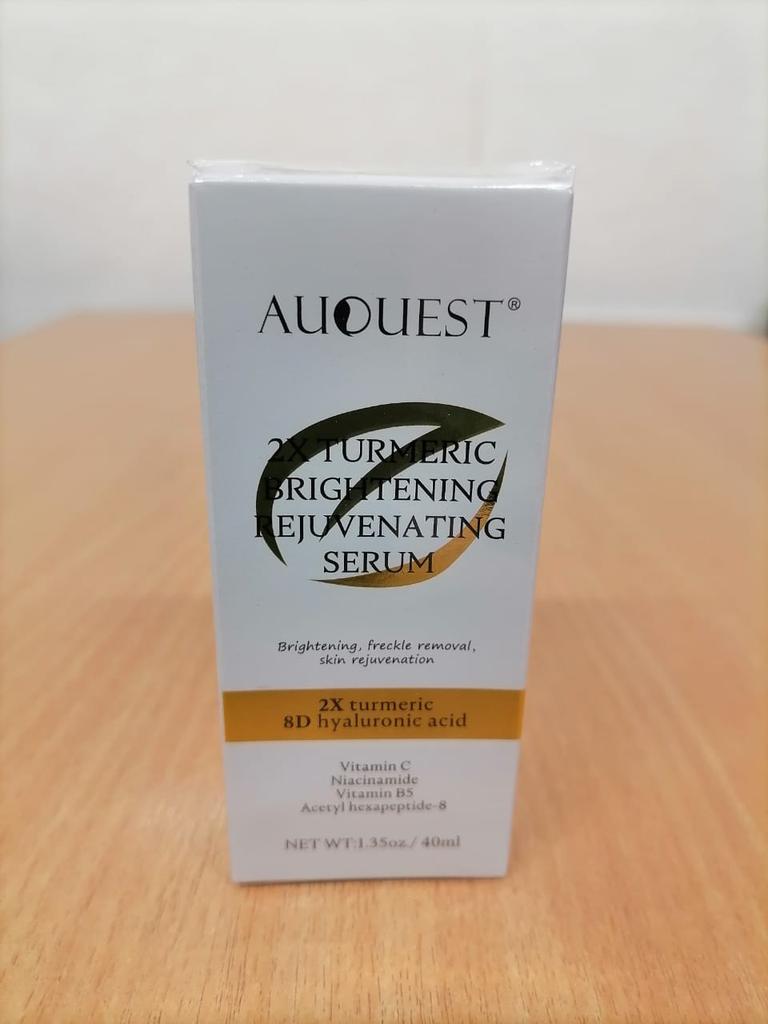 AUQUEST®
2X TURMERIC
BRIGHTENING
REJUVENATING
SERUM
Brightening, freckle removal,
skin rejuvenation
2X turmeric
8D hyaluronic acid
Vitamin C
Niacinamide
Vitamin B5
Acetyl hexapeptide-8
NET WT:1.35oz./ 40ml